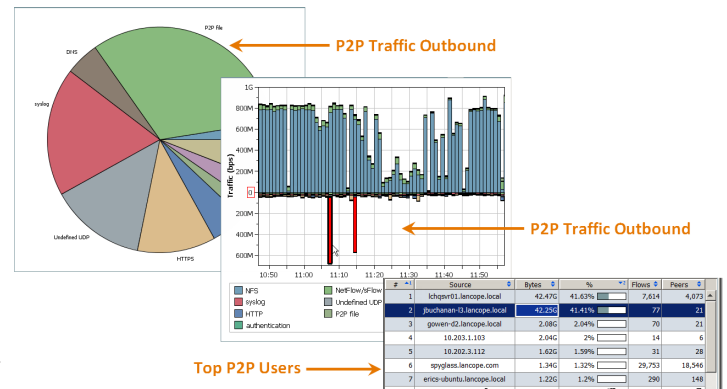 P2P file
DNS
syslog
Undefined UDP
HTTPS
P2P Traffic Outbound
1G
800M
600M
400M
200M
0
200M
400M
600M
Traffic (bps)
10:50 11:00 11:10 11:20 11:30 11:40 11:50
P2P Traffic Outbound
NFS NetFlow/sFlow
syslog Undefined UDP
HTTP P2P file
authentication
Top P2P Users
# Source Bytes % Flows Peers
1 lchqsvr01.lancope.local 42.47G 41.63% 7,614 4,073
2 jbuchanan-l3.lancope.local 42.25G 41.41% 77 21
3 gowen-d2.lancope.local 2.08G 2.04% 70 21
4 10.203.1.103 2.04G 2% 14 6
5 10.202.3.112 1.62G 1.59% 31 28
6 spyglass.lancope.com 1.34G 1.32% 29,753 18,546
7 erics-ubuntu.lancope.local 1.22G 1.2% 290 148